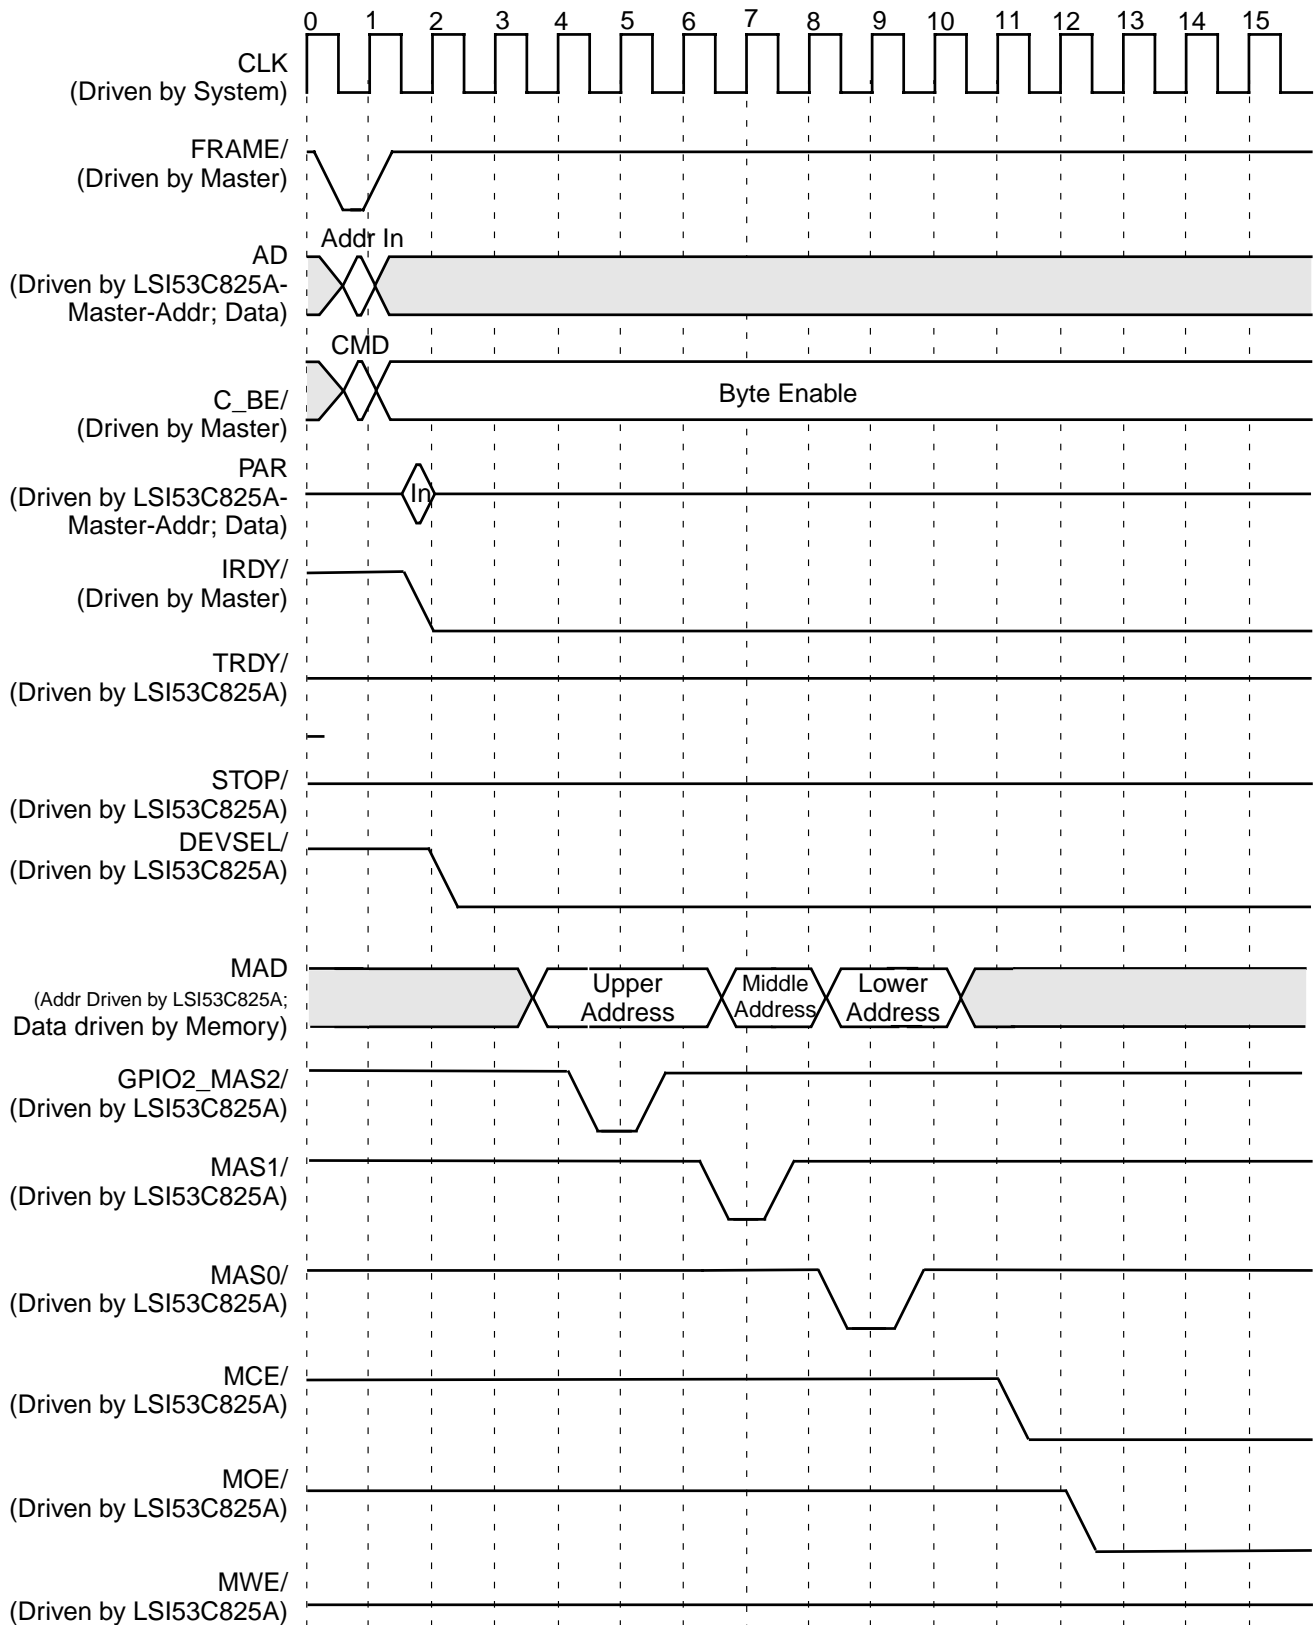 0 1 2 3 4 5 6 7 8 9 10 11 12 13 14 15
CLK
(Driven by System)
FRAME/
(Driven by Master)
Addr In
AD
(Driven by LSI53C825A-
Master-Addr; Data)
CMD
C_BE/
(Driven by Master)
Byte Enable
PAR
(Driven by LSI53C825A-
Master-Addr; Data)
In
IRDY/
(Driven by Master)
TRDY/
(Driven by LSI53C825A)
STOP/
(Driven by LSI53C825A)
DEVSEL/
(Driven by LSI53C825A)
MAD
(Addr Driven by LSI53C825A;
Data driven by Memory)
Upper
Address
Middle
Address
Lower
Address
GPIO2_MAS2/
(Driven by LSI53C825A)
MAS1/
(Driven by LSI53C825A)
MAS0/
(Driven by LSI53C825A)
MCE/
(Driven by LSI53C825A)
MOE/
(Driven by LSI53C825A)
MWE/
(Driven by LSI53C825A)